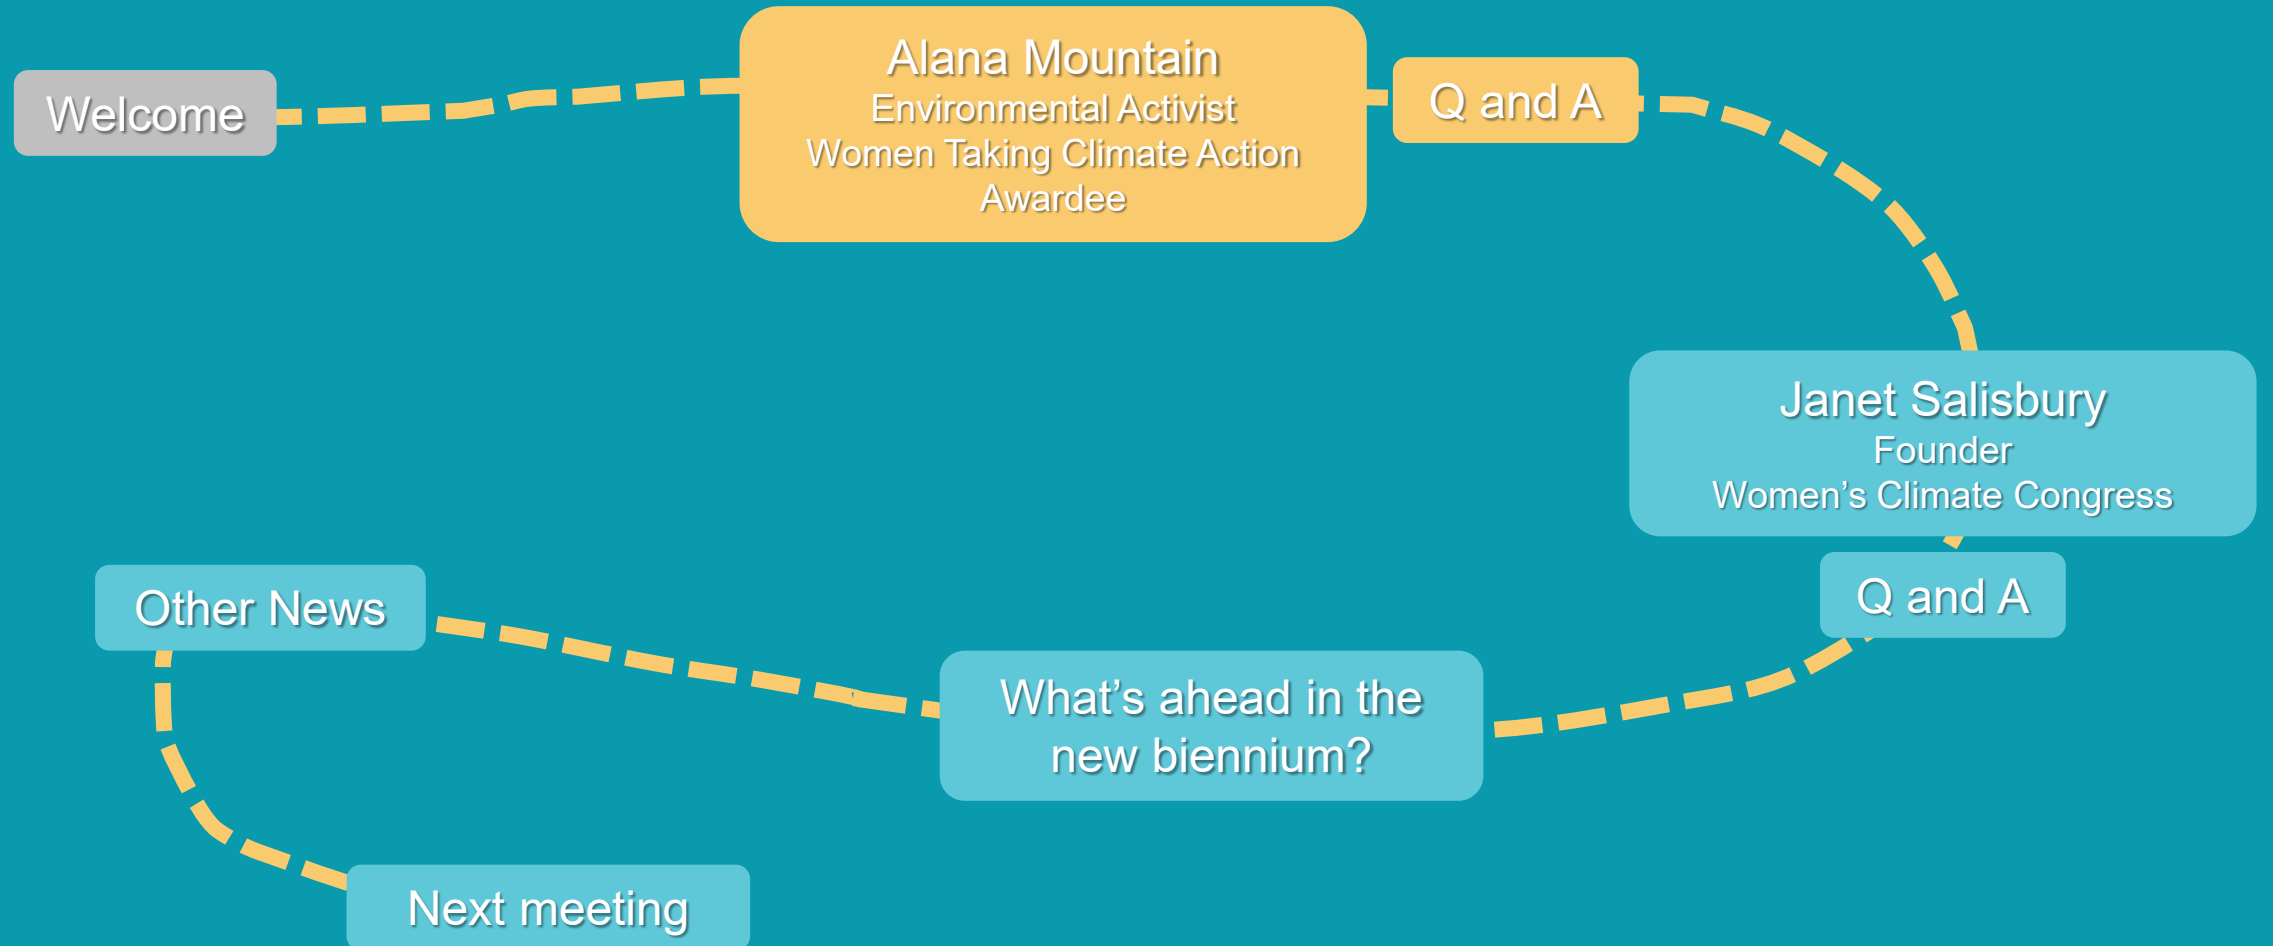 Welcome
Alana Mountain
Environmental Activist
Women Taking Climate Action
Awardee
Q and A
Janet Salisbury
Founder
Women’s Climate Congress
Q and A
What’s ahead in the
new biennium?
Other News
Next meeting